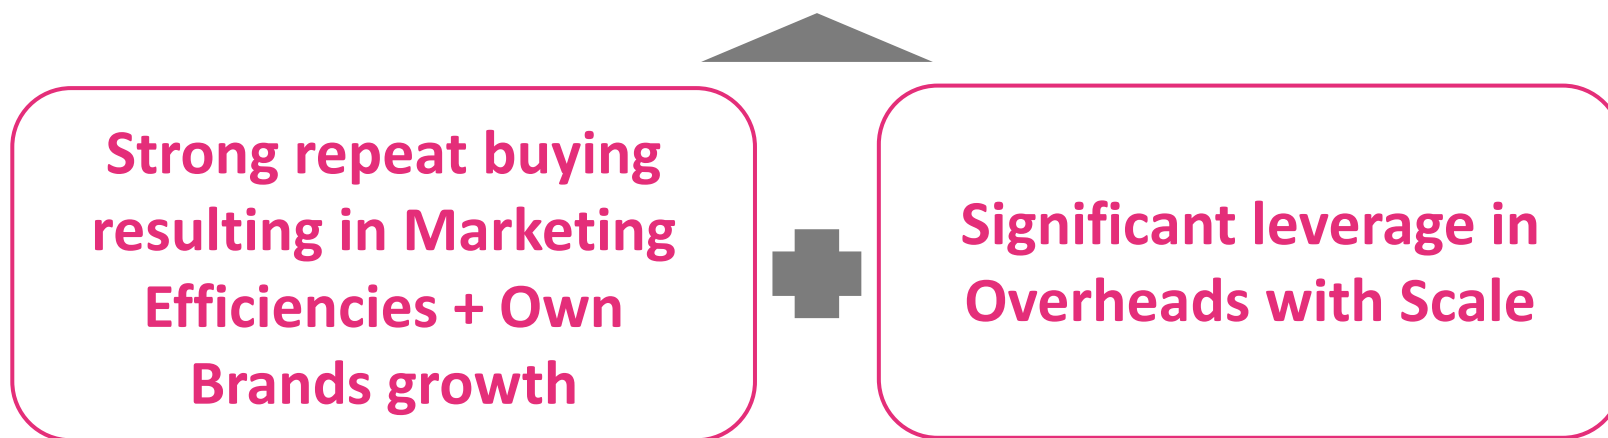 Strong repeat buying
resulting in Marketing
Efficiencies + Own
Brands growth
Significant leverage in
Overheads with Scale